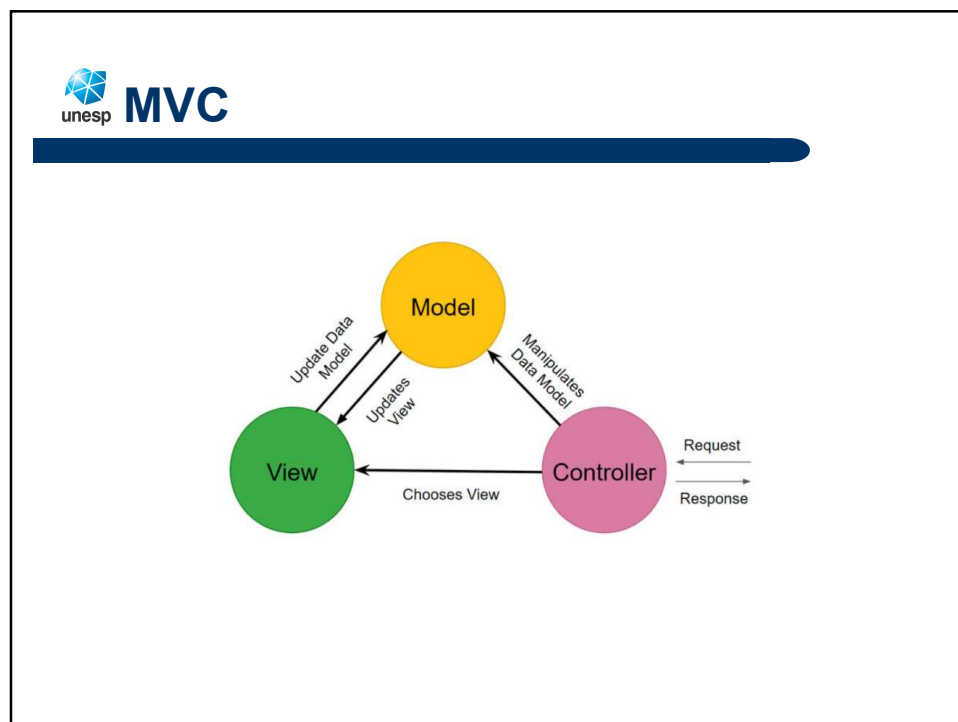 unesp MVC
Model
Update Data
Model
Updates
View
Manipulates
Data Model
View
Controller
Chooses View
Request
Response